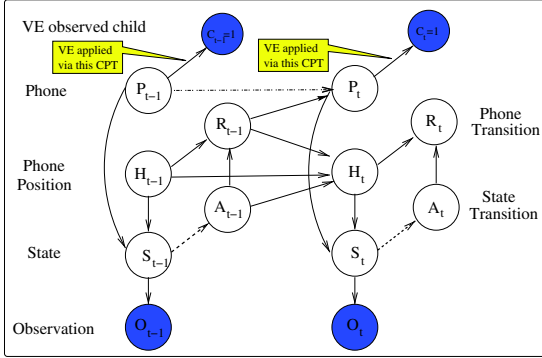 VE observed child
C_{t-1}=1
C_t=1
VE applied
via this CPT
VE applied
via this CPT
Phone
P_{t-1}
P_t
R_{t-1}
R_t
Phone
Transition
Phone
Position
H_{t-1}
H_t
A_{t-1}
A_t
State
Transition
State
S_{t-1}
S_t
Observation
O_{t-1}
O_t